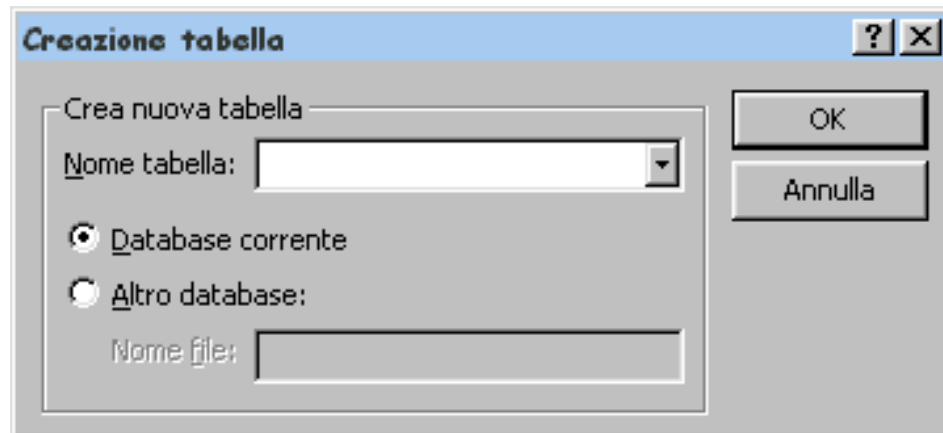 Creazione tabella
Crea nuova tabella
OK
Nome tabella:
Annulla
Database corrente
Altro database:
Nome file: